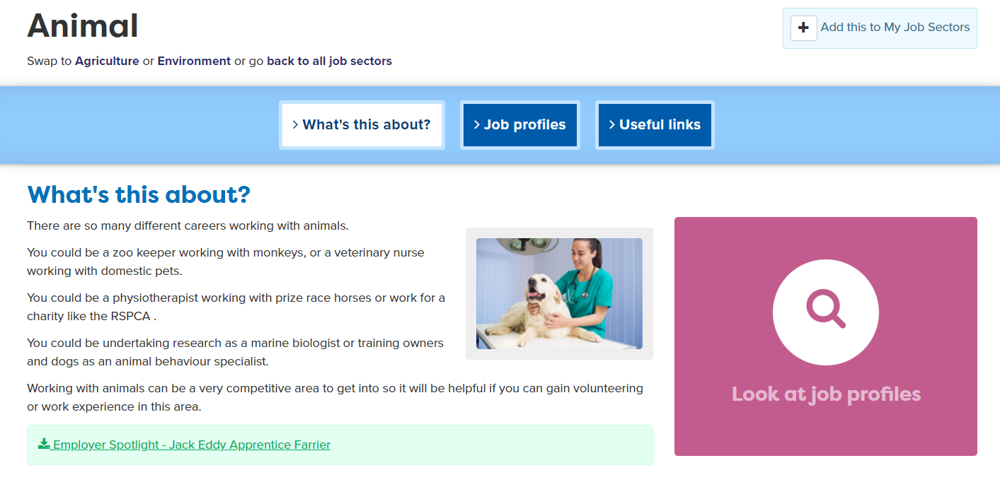 Animal
Add this to My Job Sectors
Swap to Agriculture or Environment or go back to all job sectors
What's this about?
Job profiles
Useful links
What's this about?
There are so many different careers working with animals.
You could be a zoo keeper working with monkeys, or a veterinary nurse
working with domestic pets.
You could be a physiotherapist working with prize race horses or work for a
charity like the RSPCA .
You could be undertaking research as a marine biologist or training owners
and dogs as an animal behaviour specialist.
Working with animals can be a very competitive area to get into so it will be helpful if you can gain volunteering
or work experience in this area.
Employer Spotlight - Jack Eddy Apprentice Farrier
Look at job profiles